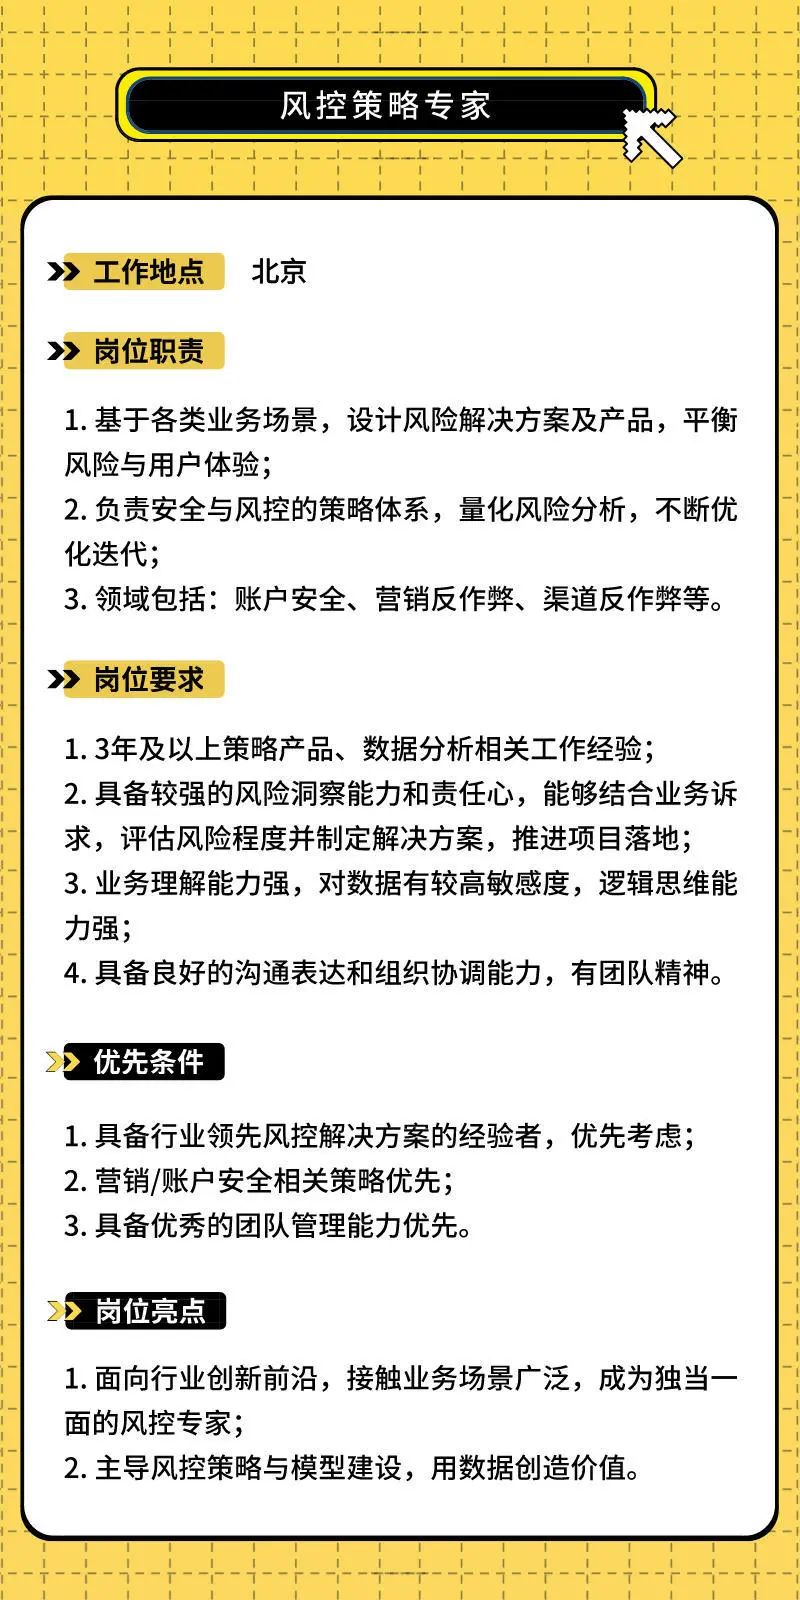 风控策略专家
工作地点 北京
岗位职责
1. 基于各类业务场景，设计风险解决方案及产品，平衡
风险与用户体验；
2. 负责安全与风控的策略体系，量化风险分析，不断优
化迭代；
3. 领域包括：账户安全、营销反作弊、渠道反作弊等。
岗位要求
1. 3年及以上策略产品、数据分析相关工作经验；
2. 具备较强的风险洞察能力和责任心，能够结合业务诉
求，评估风险程度并制定解决方案，推进项目落地；
3. 业务理解能力强，对数据有较高敏感度，逻辑思维能
力强；
4. 具备良好的沟通表达和组织协调能力，有团队精神。
优先条件
1. 具备行业领先风控解决方案的经验者，优先考虑；
2. 营销/账户安全相关策略优先；
3. 具备优秀的团队管理能力优先。
岗位亮点
1. 面向行业创新前沿，接触业务场景广泛，成为独当一
面的风控专家；
2. 主导风控策略与模型建设，用数据创造价值。